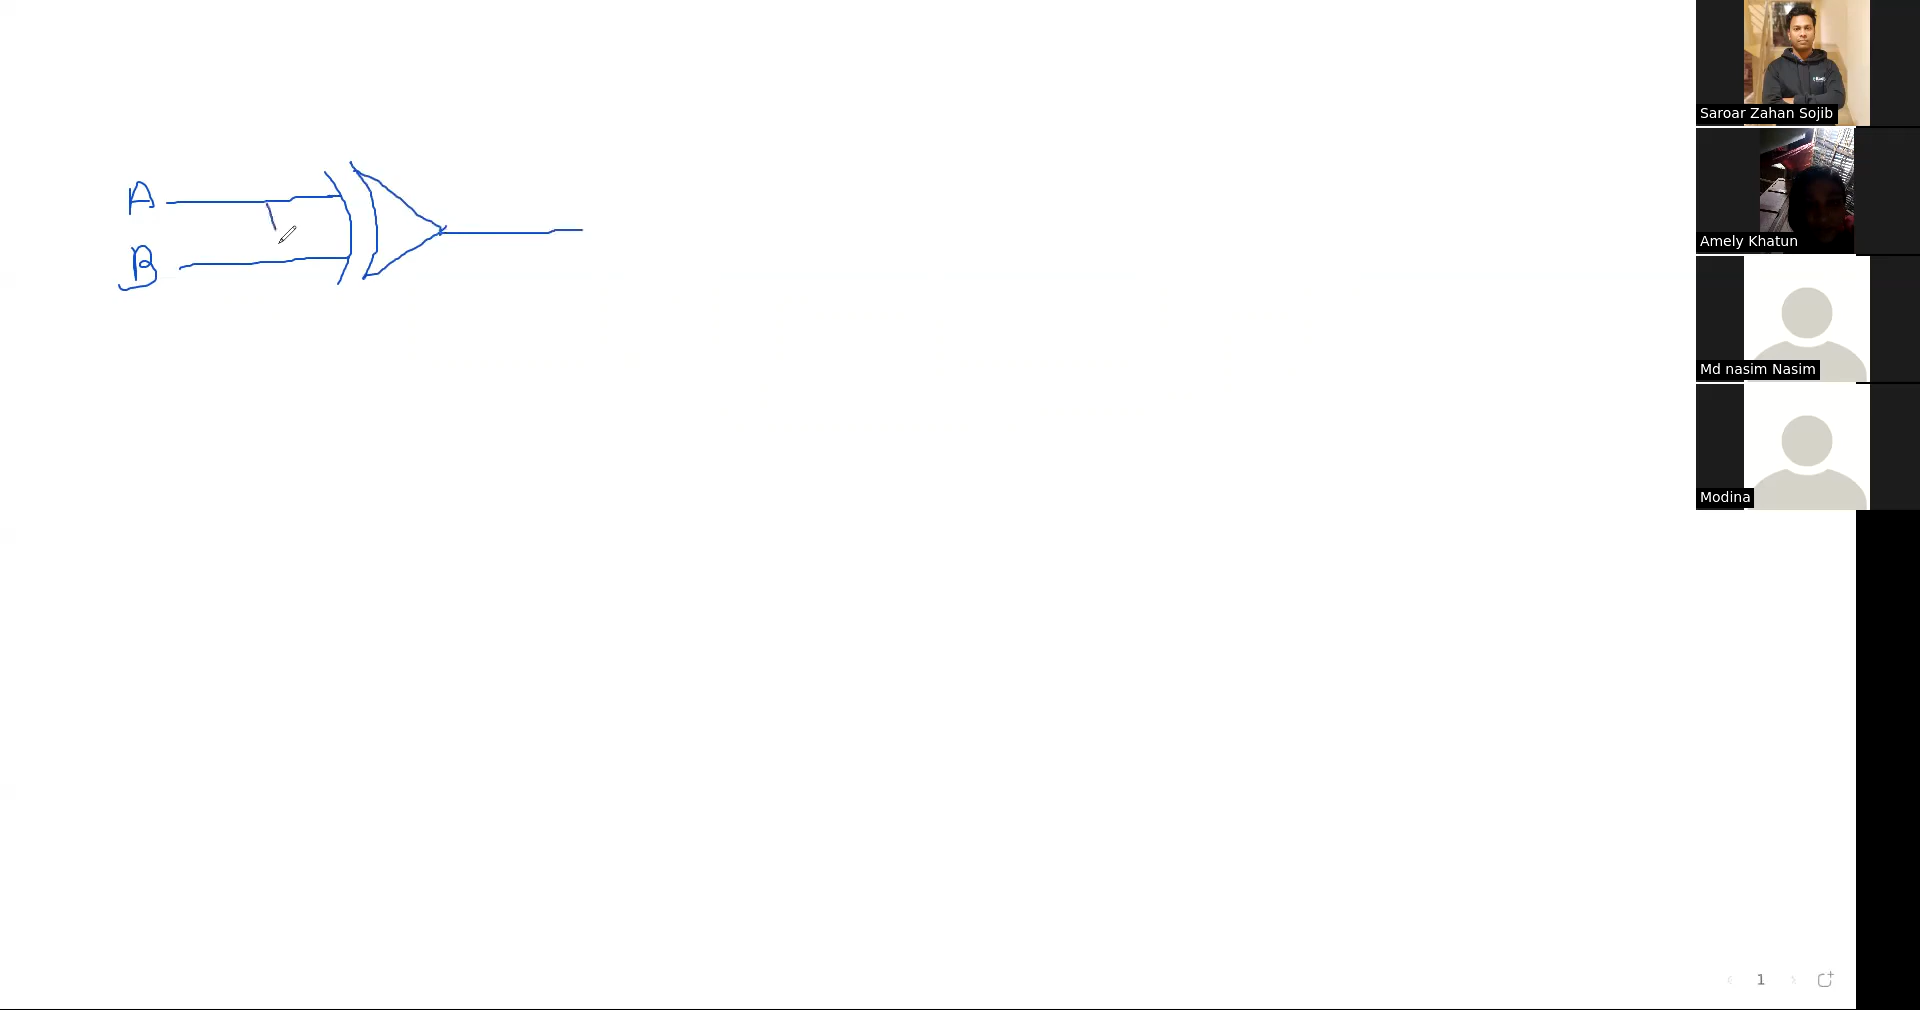 A
B
Saroar Zahan Sojib
Amely Khatun
Md nasim Nasim
Modina
1